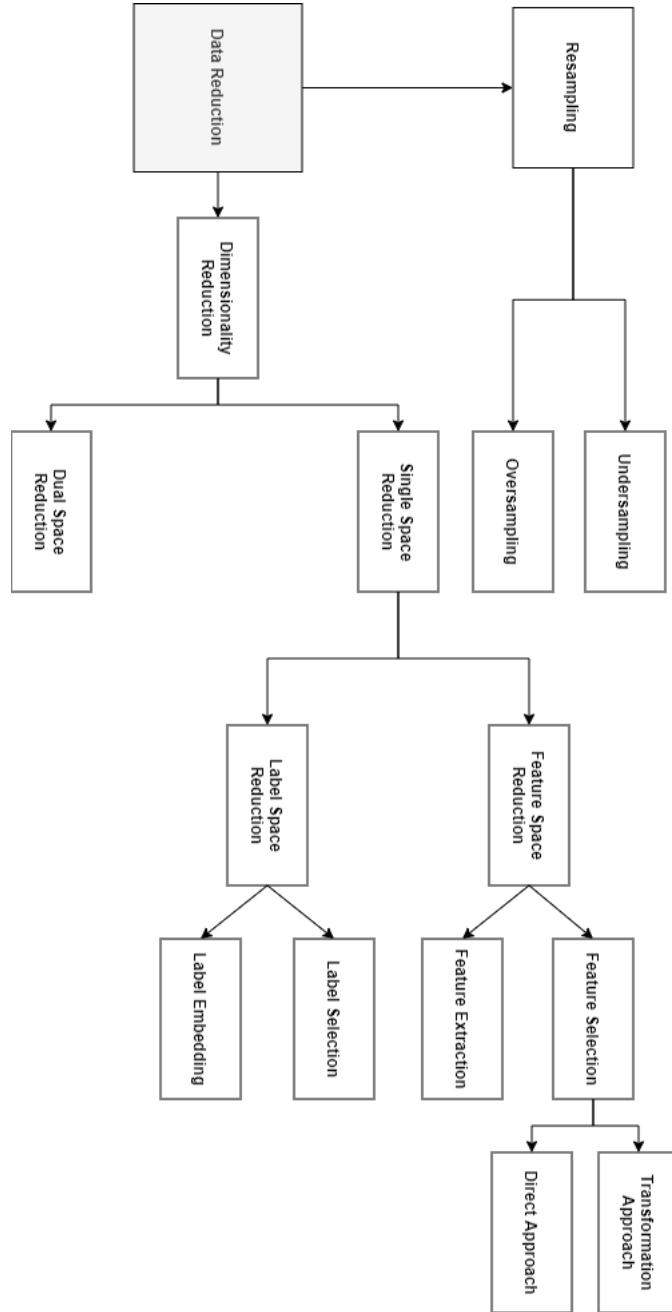 Data Reduction
Resampling
Dimensionality
Reduction
Dual Space
Reduction
Single Space
Reduction
Oversampling
Undersampling
Label Space
Reduction
Feature Space
Reduction
Label Embedding
Label Selection
Feature Extraction
Feature Selection
Direct Approach
Transformation
Approach